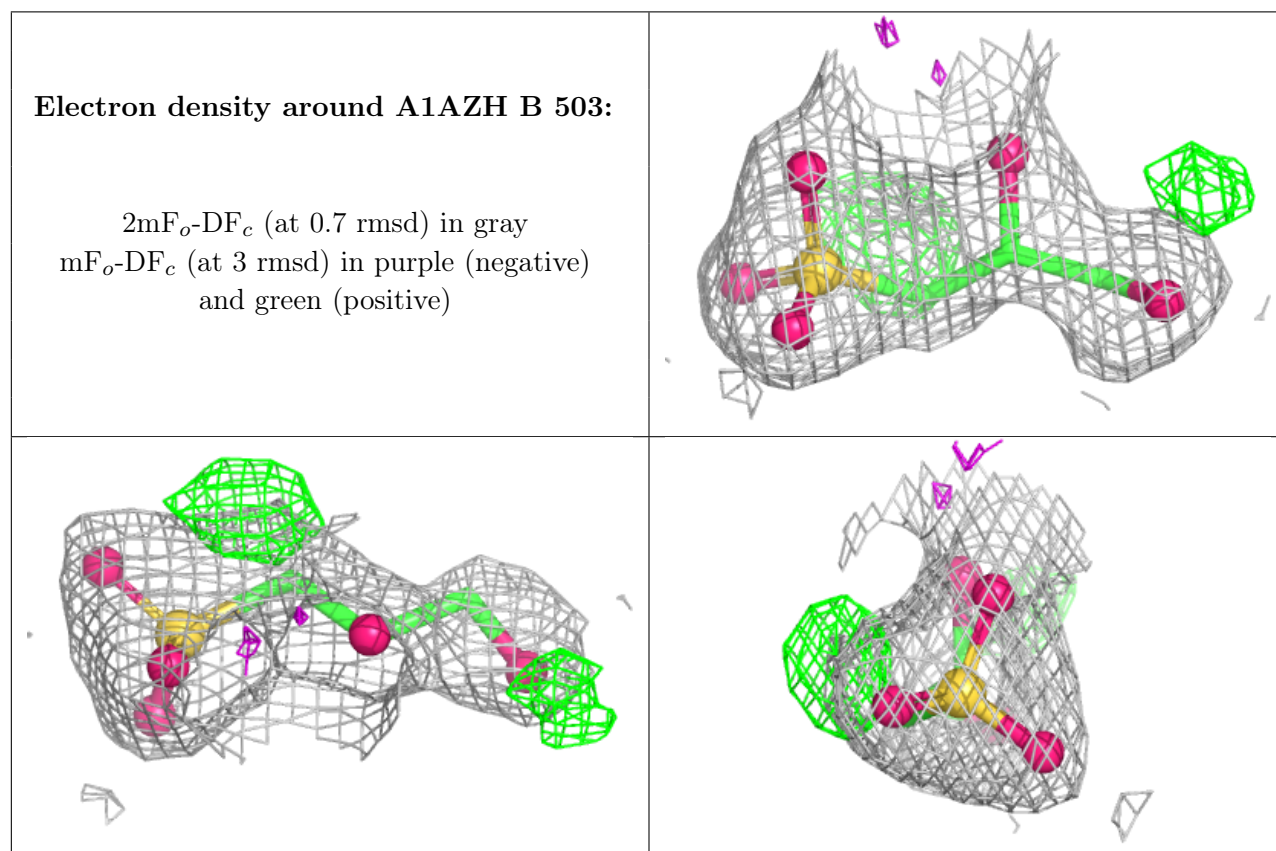 Electron density around A1AZH B 503:
2mFo-DFc (at 0.7 rmsd) in gray
mFo-DFc (at 3 rmsd) in purple (negative)
and green (positive)